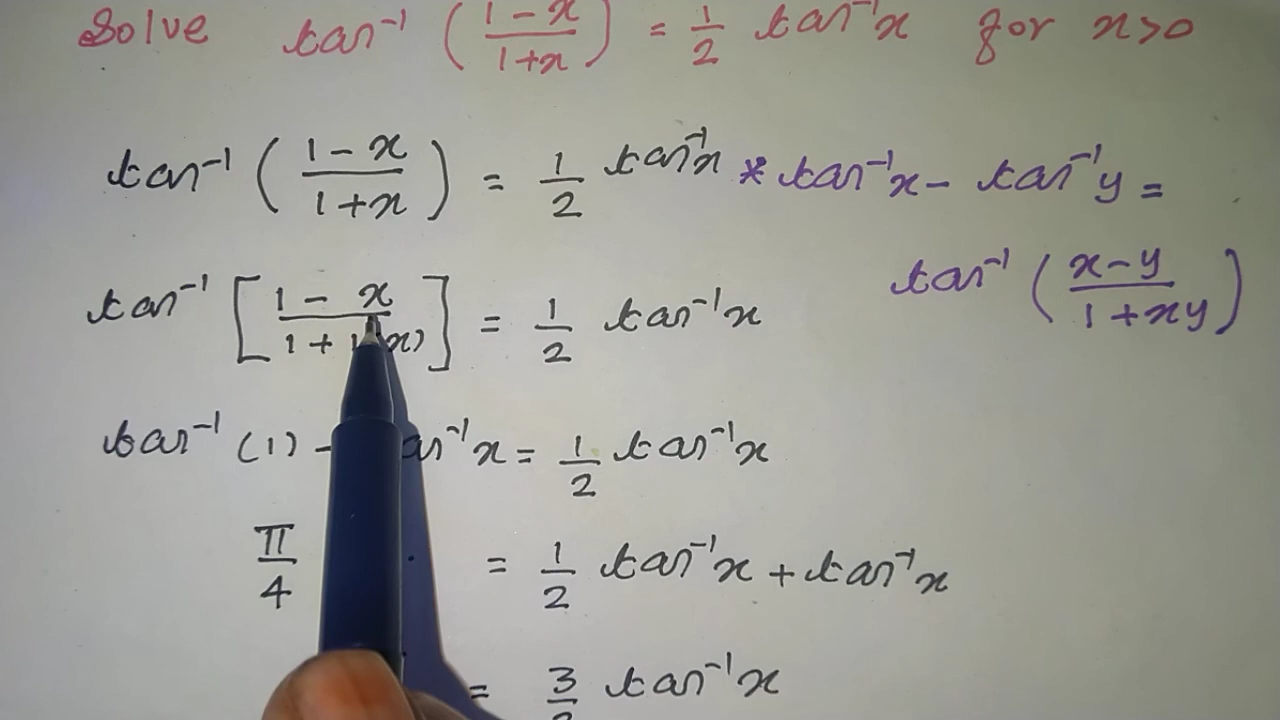 Solve tan⁻¹ ( (1 - x)/(1 + x) ) = 1/2 tan⁻¹x for x>0
tan⁻¹ ( (1 - x)/(1 + x) ) = 1/2 tan⁻¹x * tan⁻¹x - tan⁻¹y =
tan⁻¹ ( (x - y)/(1 + xy) )
tan⁻¹ [ (1 - x)/(1 + 1(x)) ] = 1/2 tan⁻¹x
tan⁻¹ (1) - tan⁻¹x = 1/2 tan⁻¹x
π/4 = 1/2 tan⁻¹x + tan⁻¹x
= 3/2 tan⁻¹x